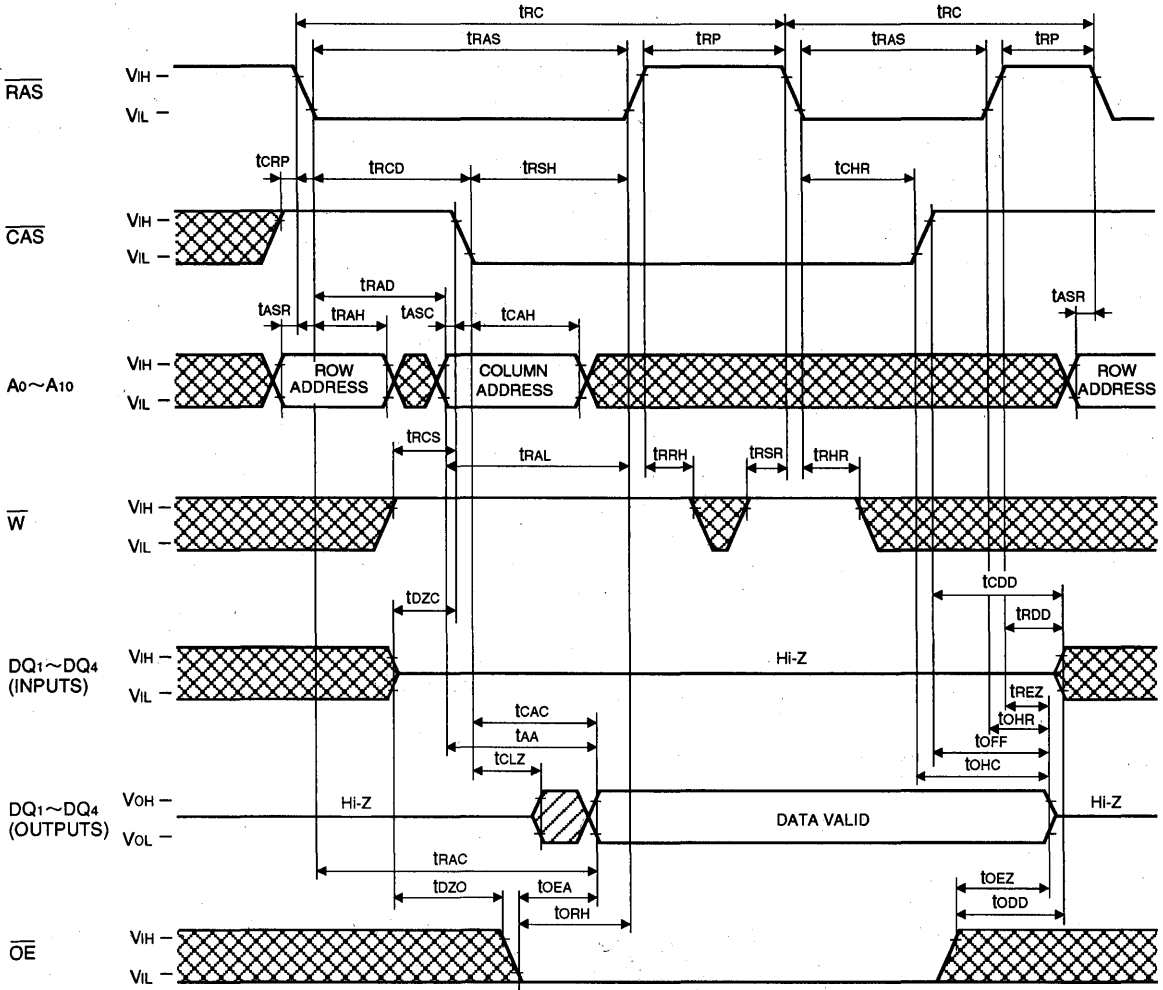 tRC tRC
tRAS tRP tRAS tRP
RAS VIH
VIL
tCRP tRCD tRSH tCHR
CAS VIH
VIL
tRAD
tASR tRAH tASC tCAH tASR
A0~A10 VIH
VIL
ROW ADDRESS
COLUMN ADDRESS
ROW ADDRESS
tRCS tRAL tRRH tRSR tRHR
W VIH
VIL
tDZC tCDD
tRDD
DQ1~DQ4 (INPUTS) VIH
VIL
Hi-Z
tCAC tREZ
tAA tOHR
tCLZ tOFF
tOHC
DQ1~DQ4 (OUTPUTS) VOH
VOL
Hi-Z DATA VALID Hi-Z
tRAC
tDZO tOEA tOEZ
tORH tODD
OE VIH
VIL